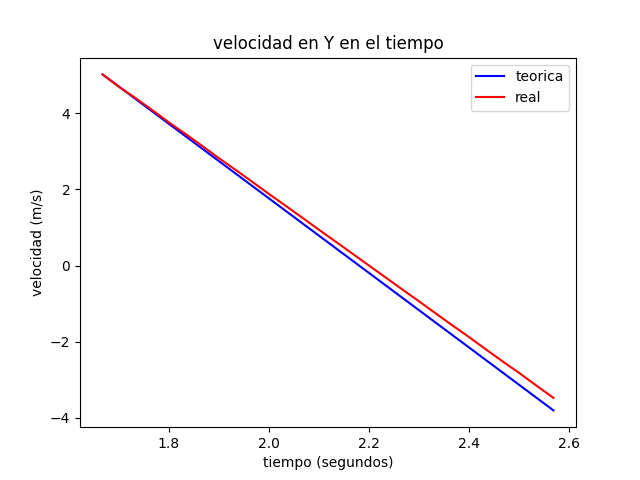 velocidad en Y en el tiempo
teorica
real
velocidad (m/s)
4
2
0
−2
−4
1.8 2.0 2.2 2.4 2.6
tiempo (segundos)